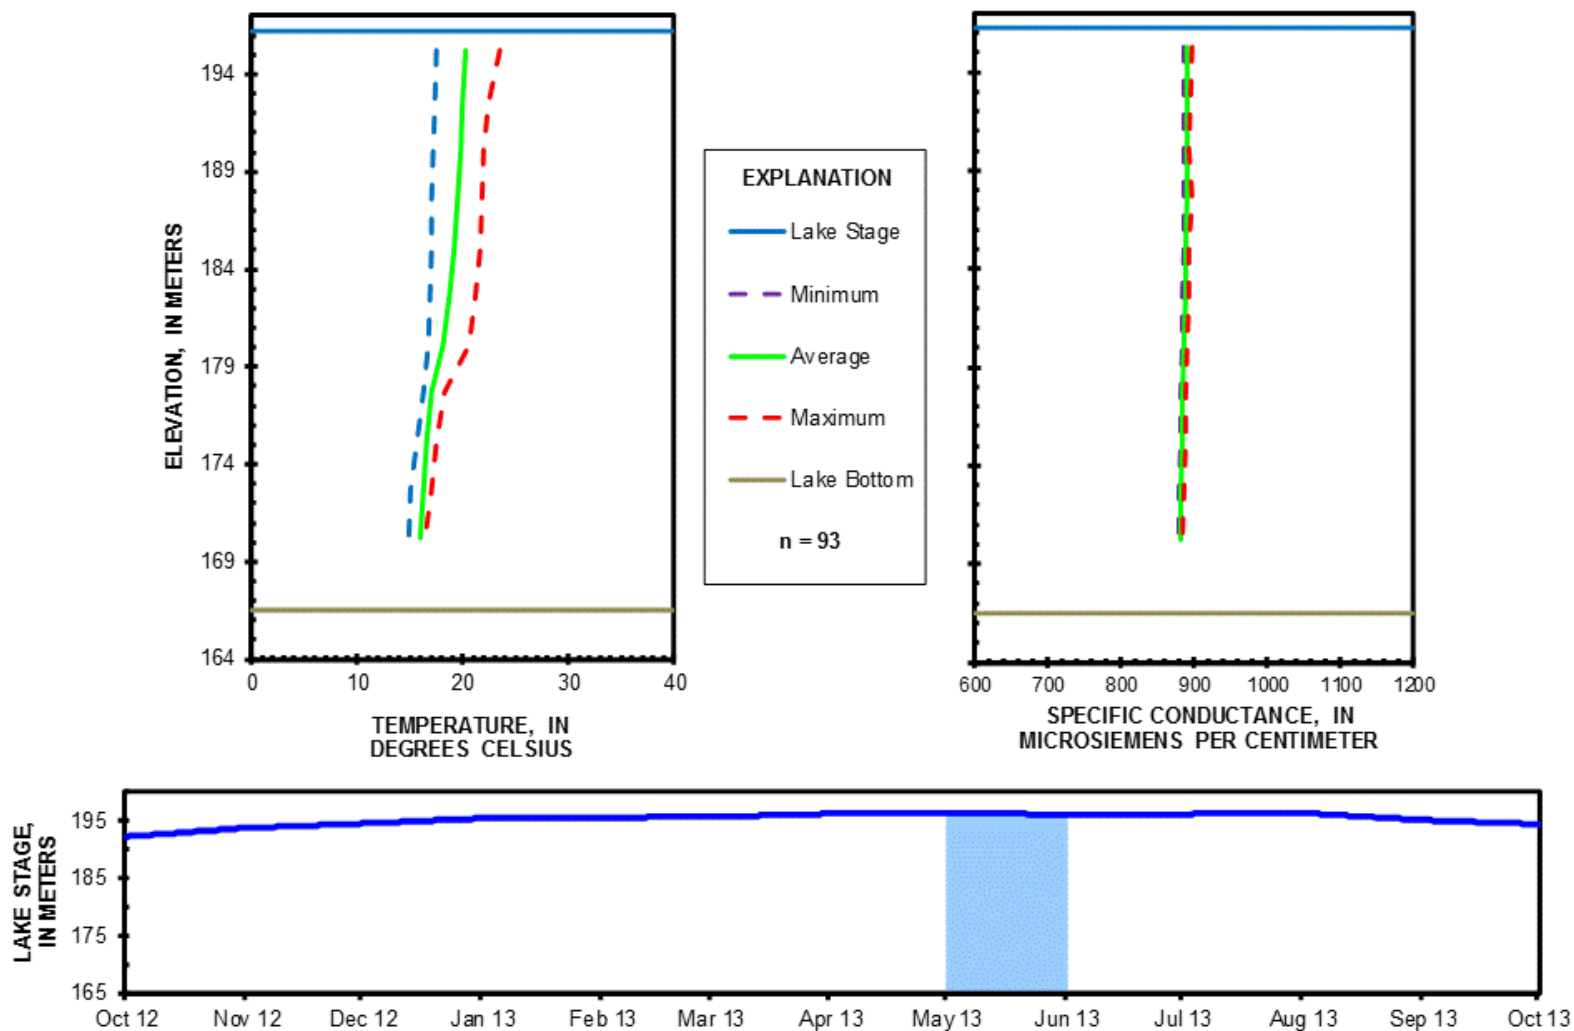 194
189
184
179
174
169
164
ELEVATION, IN METERS
0 10 20 30 40
TEMPERATURE, IN
DEGREES CELSIUS
EXPLANATION
Lake Stage
Minimum
Average
Maximum
Lake Bottom
n = 93
600 700 800 900 1000 1100 1200
SPECIFIC CONDUCTANCE, IN
MICROSIEMENS PER CENTIMETER
LAKE STAGE,
IN METERS
195
185
175
165
Oct 12 Nov 12 Dec 12 Jan 13 Feb 13 Mar 13 Apr 13 May 13 Jun 13 Jul 13 Aug 13 Sep 13 Oct 13